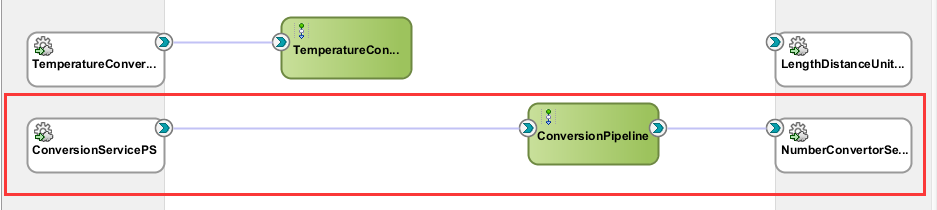 TemperatureCon...
TemperatureConver...
LengthDistanceUnit...
ConversionPipeline
ConversionServicePS
NumberConvertorSe...